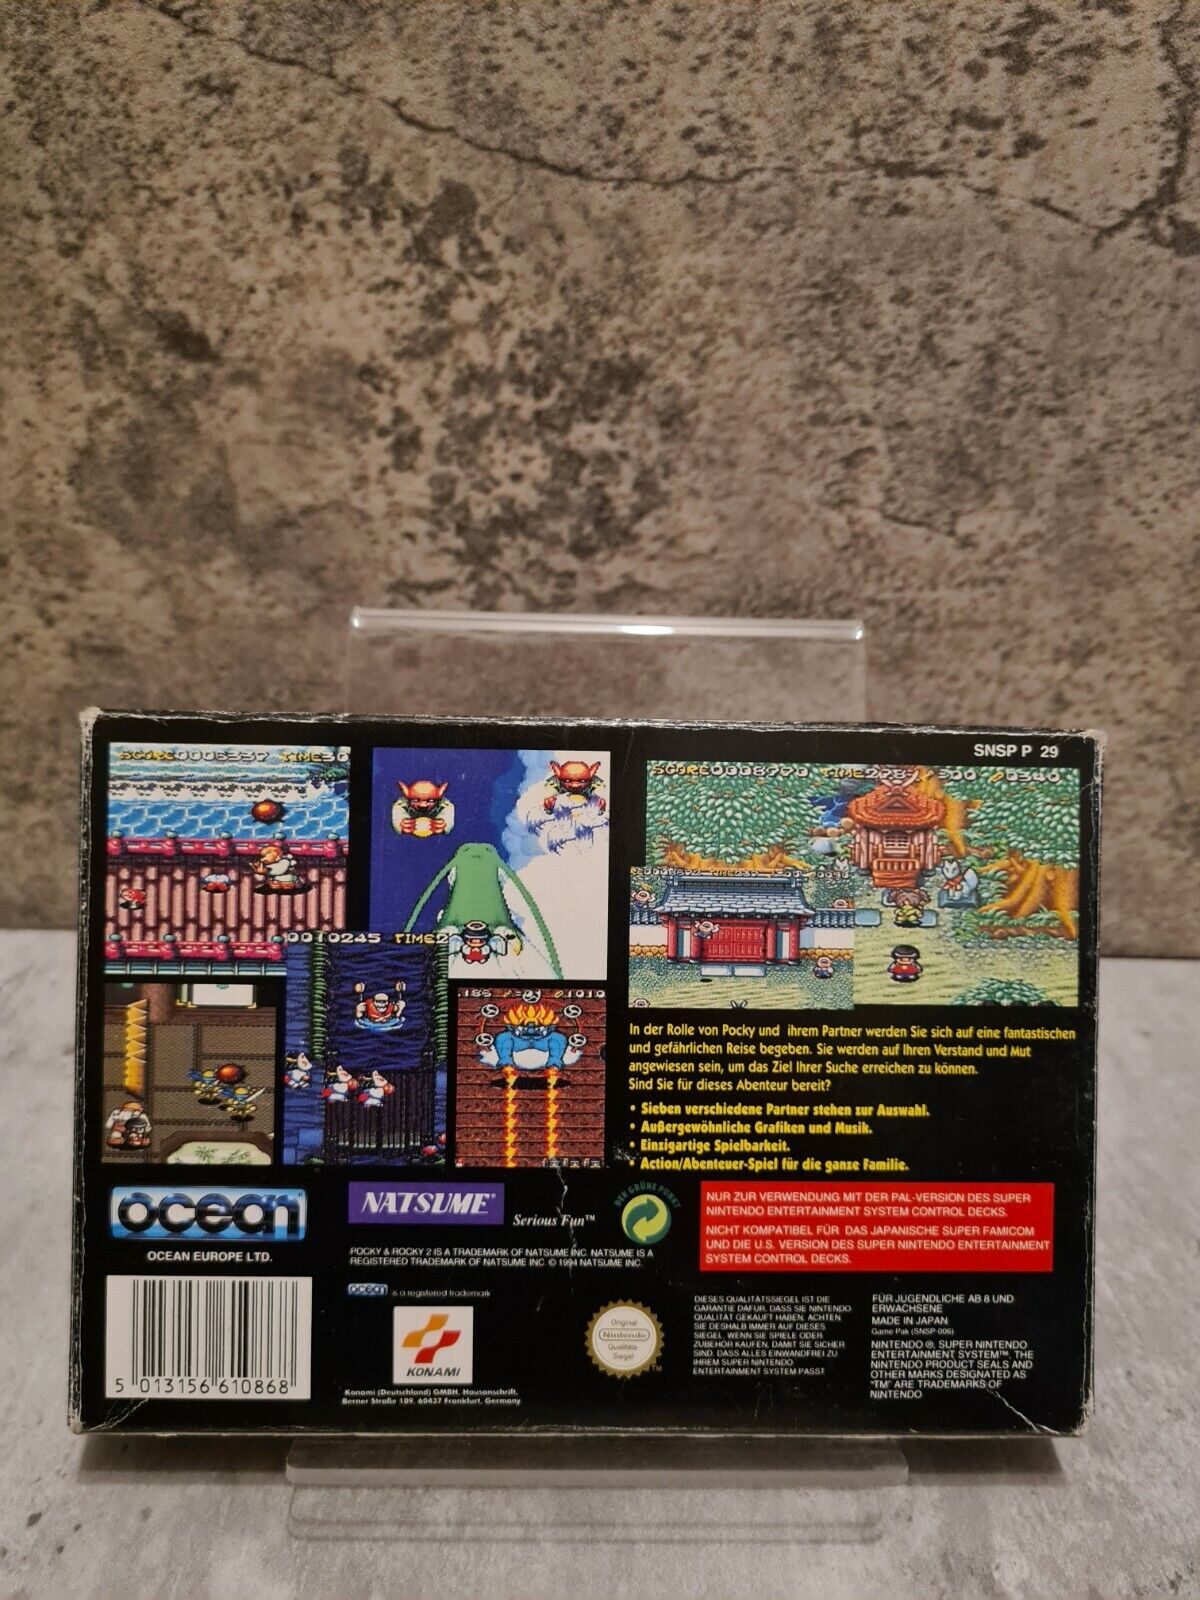 SNSP P 29
SCORE0008337 TIME30
SCORE0008770
0010245 TIME2
In der Rolle von Pocky und ihrem Partner werden Sie sich auf eine fantastischen
und gefährlichen Reise begeben. Sie werden auf Ihren Verstand und Mut
angewiesen sein, um das Ziel Ihrer Suche erreichen zu können.
Sind Sie für dieses Abenteuer bereit?
• Sieben verschiedene Partner stehen zur Auswahl.
• Außergewöhnliche Grafiken und Musik.
• Einzigartige Spielbarkeit.
• Action/Abenteuer-Spiel für die ganze Familie.
ocean
OCEAN EUROPE LTD.
NATSUME®
Serious Fun™
POCKY & ROCKY 2 IS A TRADEMARK OF NATSUME INC. NATSUME IS A
REGISTERED TRADEMARK OF NATSUME INC © 1994 NATSUME INC.
DER GRÜNE PUNKT
NUR ZUR VERWENDUNG MIT DER PAL-VERSION DES SUPER
NINTENDO ENTERTAINMENT SYSTEM CONTROL DECKS.
NICHT KOMPATIBEL FÜR DAS JAPANISCHE SUPER FAMICOM
UND DIE U.S. VERSION DES SUPER NINTENDO ENTERTAINMENT
SYSTEM CONTROL DECKS.
ocean is a registered trademark
5 013156 610868
KONAMI
Konami (Deutschland) GMBH, Hausanschrift,
Berner Straße 109, 60437 Frankfurt, Germany
Original
Nintendo
Qualitäts-
Siegel
TM
DIESES QUALITÄTSSIEGEL IST DIE
GARANTIE DAFÜR, DASS SIE NINTENDO
QUALITÄT GEKAUFT HABEN. ACHTEN
SIE DESHALB IMMER AUF DIESES
SIEGEL, WENN SIE SPIELE ODER
ZUBEHÖR KAUFEN, DAMIT SIE SICHER
SIND, DASS ALLES EINWANDFREI ZU
IHREM SUPER NINTENDO
ENTERTAINMENT SYSTEM PASST
FÜR JUGENDLICHE AB 8 UND
ERWACHSENE
MADE IN JAPAN
Game Pak (SNSP-006)
NINTENDO ®, SUPER NINTENDO
ENTERTAINMENT SYSTEM™, THE
NINTENDO PRODUCT SEALS AND
OTHER MARKS DESIGNATED AS
"TM" ARE TRADEMARKS OF
NINTENDO